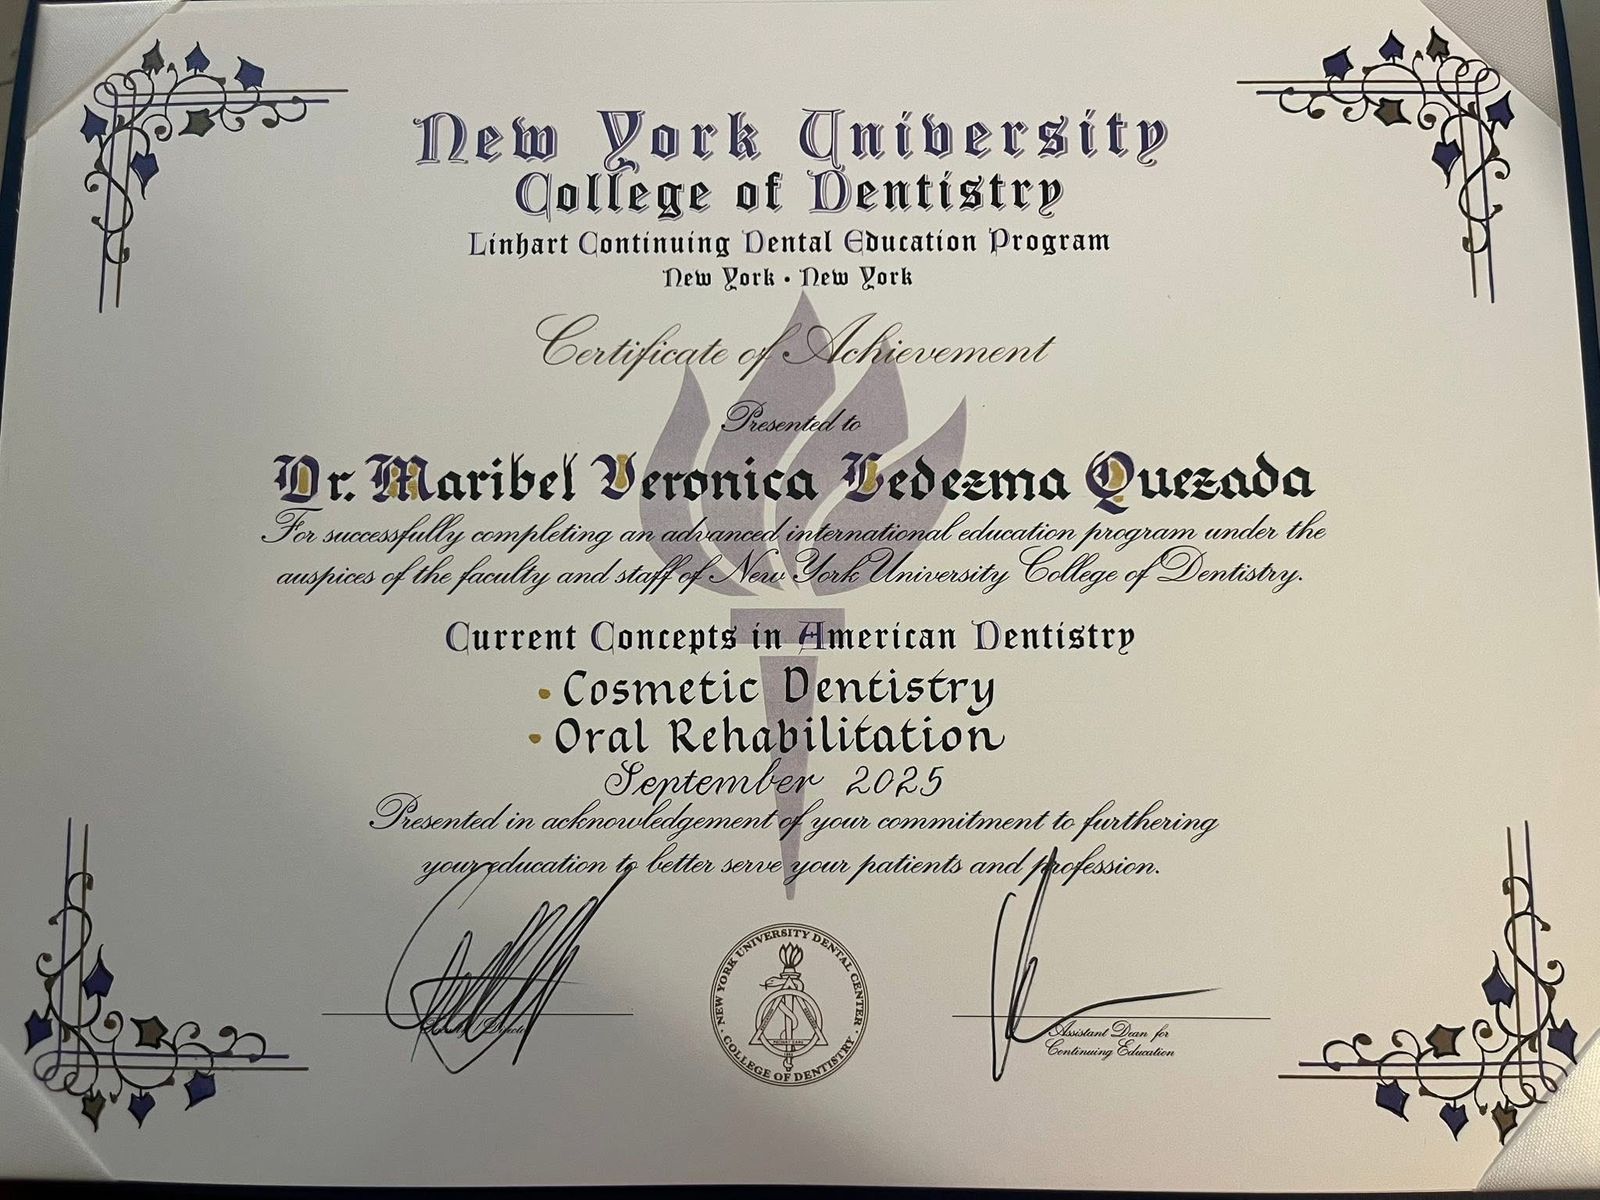 New York University
College of Dentistry
Linhart Continuing Dental Education Program
New York · New York
Certificate of Achievement
Presented to
Dr. Maribel Veronica Ledezma Quezada
For successfully completing an advanced international education program under the
auspices of the faculty and staff of New York University College of Dentistry.
Current Concepts in American Dentistry
· Cosmetic Dentistry
· Oral Rehabilitation
September 2025
Presented in acknowledgement of your commitment to furthering
your education to better serve your patients and profession.
NEW YORK UNIVERSITY DENTAL CENTER
· COLLEGE OF DENTISTRY ·
Assistant Dean for
Continuing Education